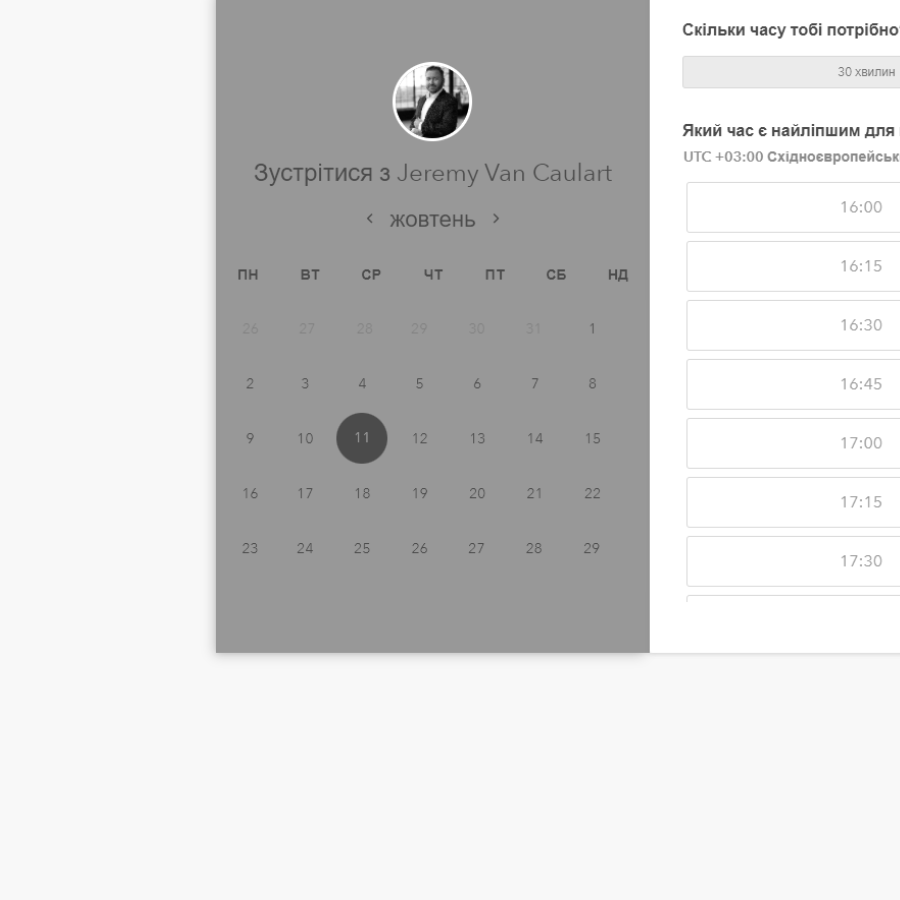 Зустрітися з Jeremy Van Caulart
жовтень
ПН ВТ СР ЧТ ПТ СБ НД
26 27 28 29 30 31 1
2 3 4 5 6 7 8
9 10 11 12 13 14 15
16 17 18 19 20 21 22
23 24 25 26 27 28 29
Скільки часу тобі потрібно
30 хвилин
Який час є найліпшим для
UTC +03:00 Східноєвропейськ
16:00
16:15
16:30
16:45
17:00
17:15
17:30